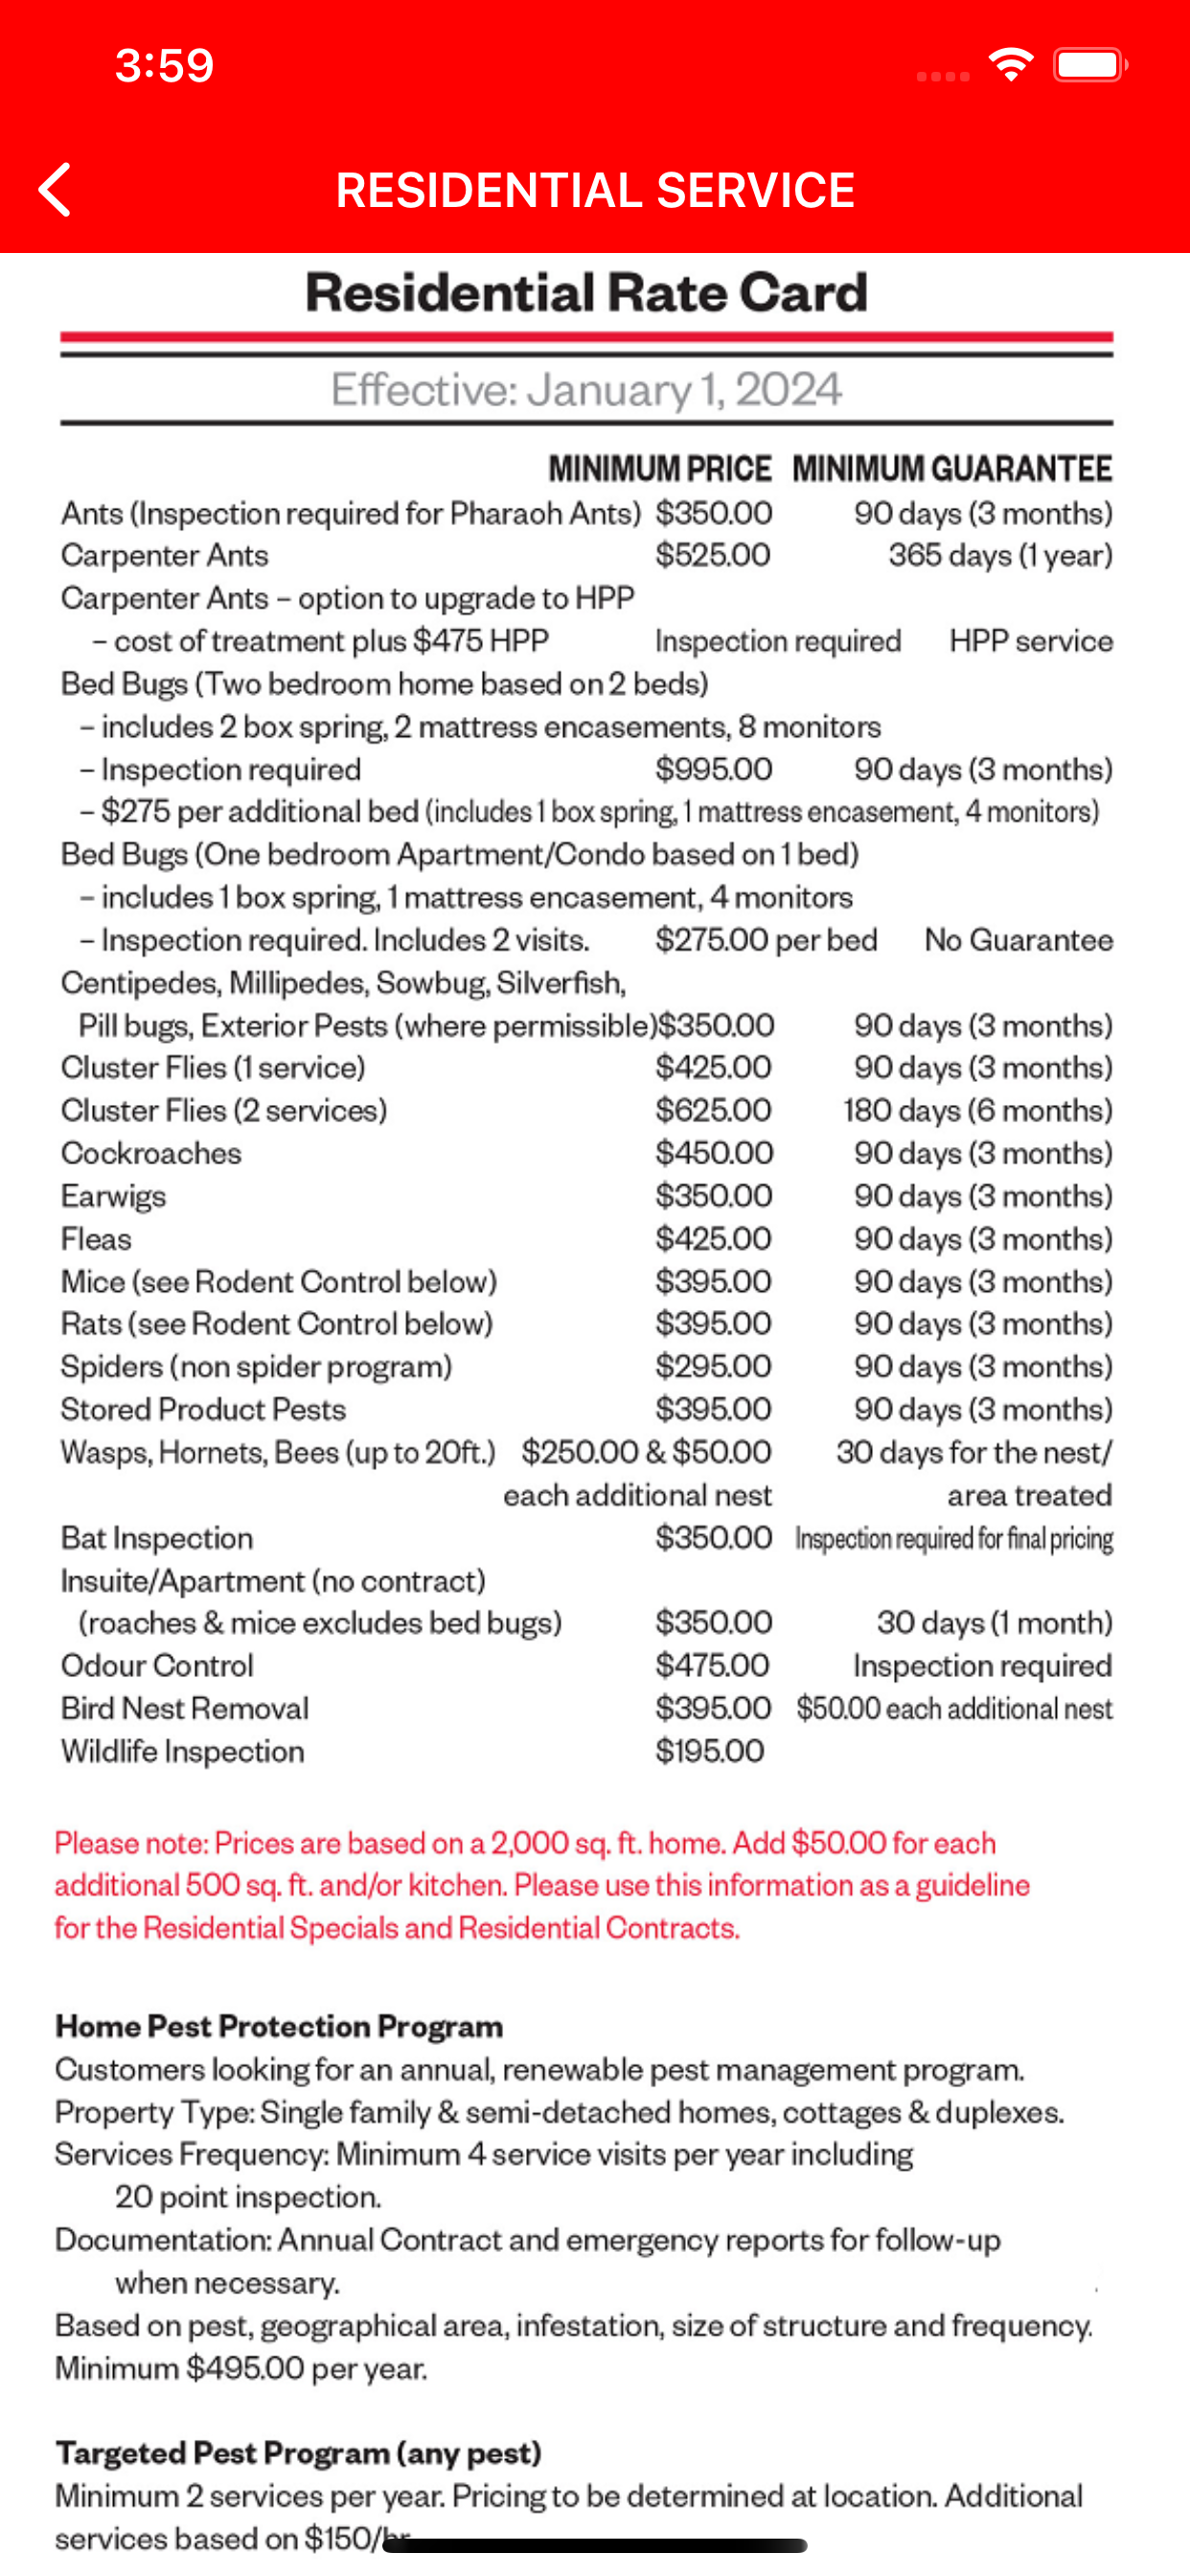 3:59
RESIDENTIAL SERVICE
Residential Rate Card
Effective: January 1, 2024
MINIMUM PRICE MINIMUM GUARANTEE
Ants (Inspection required for Pharaoh Ants) $350.00 90 days (3 months)
Carpenter Ants $525.00 365 days (1 year)
Carpenter Ants – option to upgrade to HPP
– cost of treatment plus $475 HPP Inspection required HPP service
Bed Bugs (Two bedroom home based on 2 beds)
– includes 2 box spring, 2 mattress encasements, 8 monitors
– Inspection required $995.00 90 days (3 months)
– $275 per additional bed (includes 1 box spring, 1 mattress encasement, 4 monitors)
Bed Bugs (One bedroom Apartment/Condo based on 1 bed)
– includes 1 box spring, 1 mattress encasement, 4 monitors
– Inspection required. Includes 2 visits. $275.00 per bed No Guarantee
Centipedes, Millipedes, Sowbug, Silverfish,
Pill bugs, Exterior Pests (where permissible)$350.00 90 days (3 months)
Cluster Flies (1 service) $425.00 90 days (3 months)
Cluster Flies (2 services) $625.00 180 days (6 months)
Cockroaches $450.00 90 days (3 months)
Earwigs $350.00 90 days (3 months)
Fleas $425.00 90 days (3 months)
Mice (see Rodent Control below) $395.00 90 days (3 months)
Rats (see Rodent Control below) $395.00 90 days (3 months)
Spiders (non spider program) $295.00 90 days (3 months)
Stored Product Pests $395.00 90 days (3 months)
Wasps, Hornets, Bees (up to 20ft.) $250.00 & $50.00 30 days for the nest/
each additional nest area treated
Bat Inspection $350.00 Inspection required for final pricing
Insuite/Apartment (no contract)
(roaches & mice excludes bed bugs) $350.00 30 days (1 month)
Odour Control $475.00 Inspection required
Bird Nest Removal $395.00 $50.00 each additional nest
Wildlife Inspection $195.00
Please note: Prices are based on a 2,000 sq. ft. home. Add $50.00 for each
additional 500 sq. ft. and/or kitchen. Please use this information as a guideline
for the Residential Specials and Residential Contracts.
Home Pest Protection Program
Customers looking for an annual, renewable pest management program.
Property Type: Single family & semi-detached homes, cottages & duplexes.
Services Frequency: Minimum 4 service visits per year including
20 point inspection.
Documentation: Annual Contract and emergency reports for follow-up
when necessary.
Based on pest, geographical area, infestation, size of structure and frequency.
Minimum $495.00 per year.
Targeted Pest Program (any pest)
Minimum 2 services per year. Pricing to be determined at location. Additional
services based on $150/hr